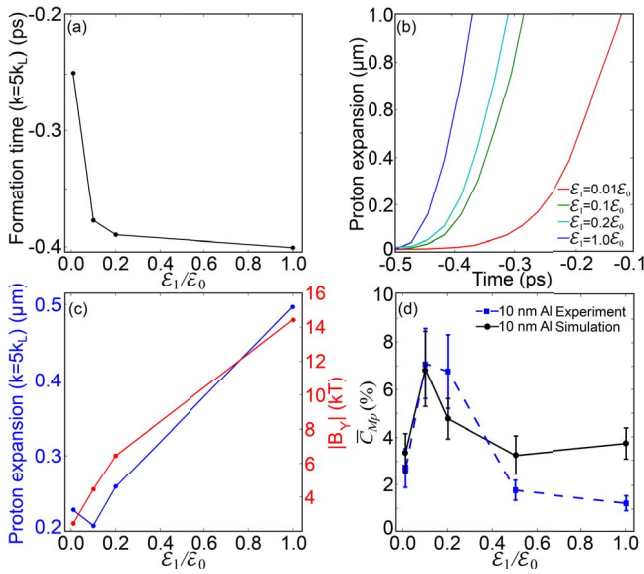 (a)
Formation time (k=5k_L) (ps)
-0.2
-0.3
-0.4
0.0 0.2 0.4 0.6 0.8 1.0
ℰ₁/ℰ₀
(b)
Proton expansion (µm)
1.0
0.8
0.6
0.4
0.2
0
-0.5 -0.4 -0.3 -0.2 -0.1
Time (ps)
ℰ₁=0.01ℰ₀
ℰ₁=0.1ℰ₀
ℰ₁=0.2ℰ₀
ℰ₁=1.0ℰ₀
(c)
Proton expansion (k=5k_L) (µm)
0.5
0.4
0.3
0.2
|B_Y| (kT)
16
14
12
10
8
6
4
2
0.0 0.2 0.4 0.6 0.8 1.0
ℰ₁/ℰ₀
(d)
C̅_Mp (%)
10
8
6
4
2
0
10 nm Al Experiment
10 nm Al Simulation
0.0 0.2 0.4 0.6 0.8 1.0
ℰ₁/ℰ₀